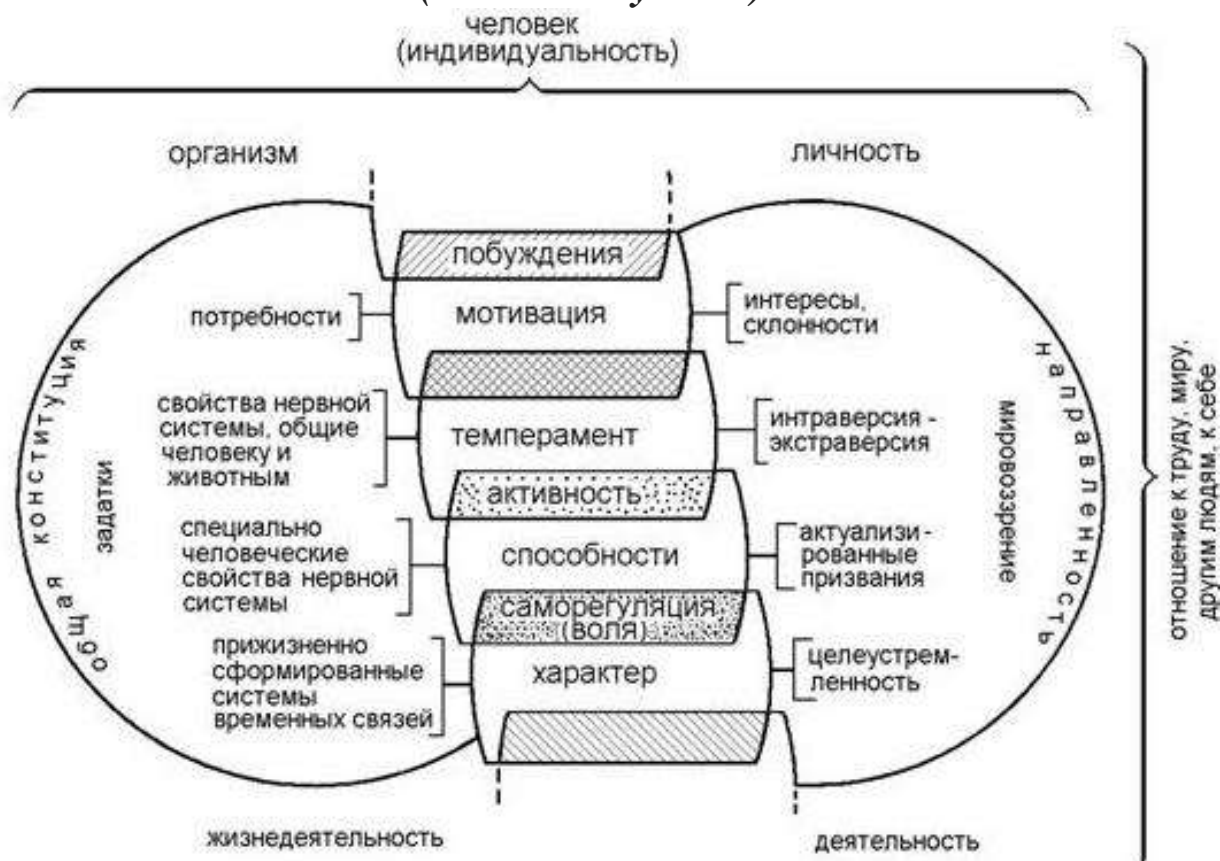 человек
(индивидуальность)
организм
личность
побуждения
мотивация
потребности
интересы,
склонности
темперамент
свойства нервной
системы, общие
человеку и
животным
интраверсия -
экстраверсия
активность
способности
специально
человеческие
свойства нервной
системы
актуализи -
рованные
призвания
саморегуляция
(воля)
характер
прижизненно
сформированные
системы
временных связей
целеустрем-
ленность
общая конституция
задатки
мировоззрение
направленность
отношение к труду, миру,
другим людям, к себе
жизнедеятельность
деятельность